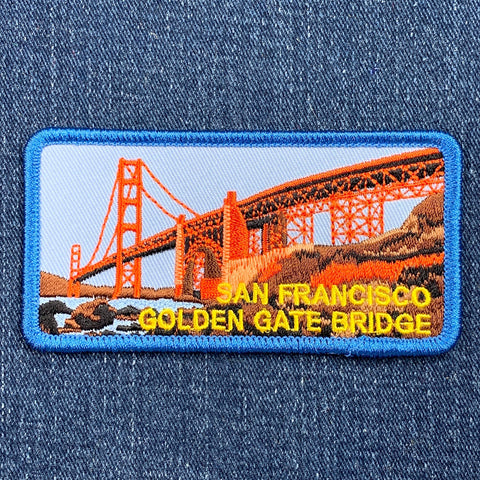 SAN FRANCISCO
GOLDEN GATE BRIDGE